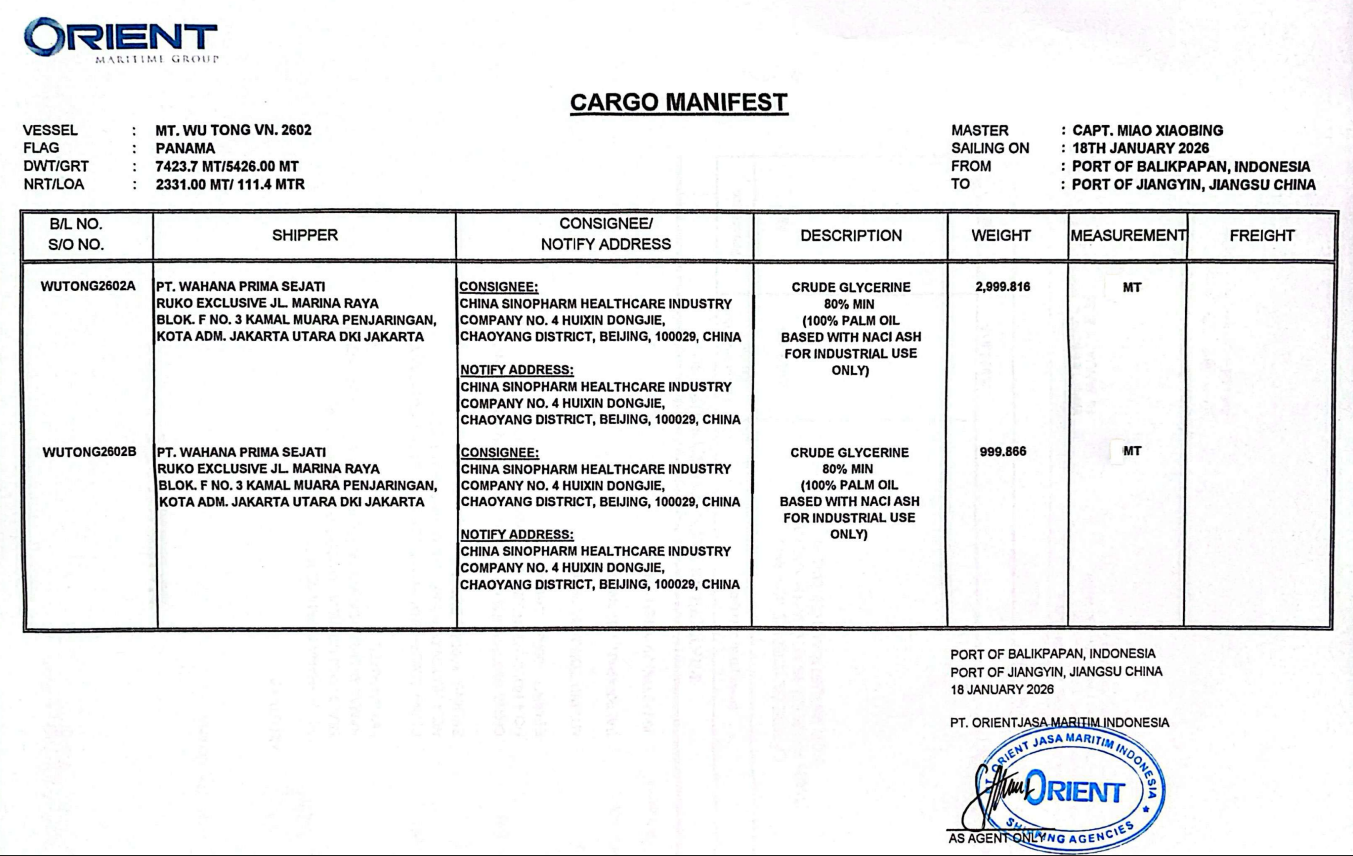 ORIENT
MARITIME GROUP
CARGO MANIFEST
VESSEL : MT. WU TONG VN. 2602
FLAG : PANAMA
DWT/GRT : 7423.7 MT/5426.00 MT
NRT/LOA : 2331.00 MT/ 111.4 MTR
MASTER : CAPT. MIAO XIAOBING
SAILING ON : 18TH JANUARY 2026
FROM : PORT OF BALIKPAPAN, INDONESIA
TO : PORT OF JIANGYIN, JIANGSU CHINA
B/L NO.
S/O NO.
SHIPPER
CONSIGNEE/
NOTIFY ADDRESS
DESCRIPTION
WEIGHT
MEASUREMENT
FREIGHT
WUTONG2602A
PT. WAHANA PRIMA SEJATI
RUKO EXCLUSIVE JL. MARINA RAYA
BLOK. F NO. 3 KAMAL MUARA PENJARINGAN,
KOTA ADM. JAKARTA UTARA DKI JAKARTA
CONSIGNEE:
CHINA SINOPHARM HEALTHCARE INDUSTRY
COMPANY NO. 4 HUIXIN DONGJIE,
CHAOYANG DISTRICT, BEIJING, 100029, CHINA
NOTIFY ADDRESS:
CHINA SINOPHARM HEALTHCARE INDUSTRY
COMPANY NO. 4 HUIXIN DONGJIE,
CHAOYANG DISTRICT, BEIJING, 100029, CHINA
CRUDE GLYCERINE
80% MIN
(100% PALM OIL
BASED WITH NACI ASH
FOR INDUSTRIAL USE
ONLY)
2,999.816
MT
WUTONG2602B
PT. WAHANA PRIMA SEJATI
RUKO EXCLUSIVE JL. MARINA RAYA
BLOK. F NO. 3 KAMAL MUARA PENJARINGAN,
KOTA ADM. JAKARTA UTARA DKI JAKARTA
CONSIGNEE:
CHINA SINOPHARM HEALTHCARE INDUSTRY
COMPANY NO. 4 HUIXIN DONGJIE,
CHAOYANG DISTRICT, BEIJING, 100029, CHINA
NOTIFY ADDRESS:
CHINA SINOPHARM HEALTHCARE INDUSTRY
COMPANY NO. 4 HUIXIN DONGJIE,
CHAOYANG DISTRICT, BEIJING, 100029, CHINA
CRUDE GLYCERINE
80% MIN
(100% PALM OIL
BASED WITH NACI ASH
FOR INDUSTRIAL USE
ONLY)
999.866
MT
PORT OF BALIKPAPAN, INDONESIA
PORT OF JIANGYIN, JIANGSU CHINA
18 JANUARY 2026
PT. ORIENTJASA MARITIM INDONESIA
PT. ORIENT JASA MARITIM INDONESIA
ORIENT
SHIPPING AGENCIES
AS AGENT ONLY